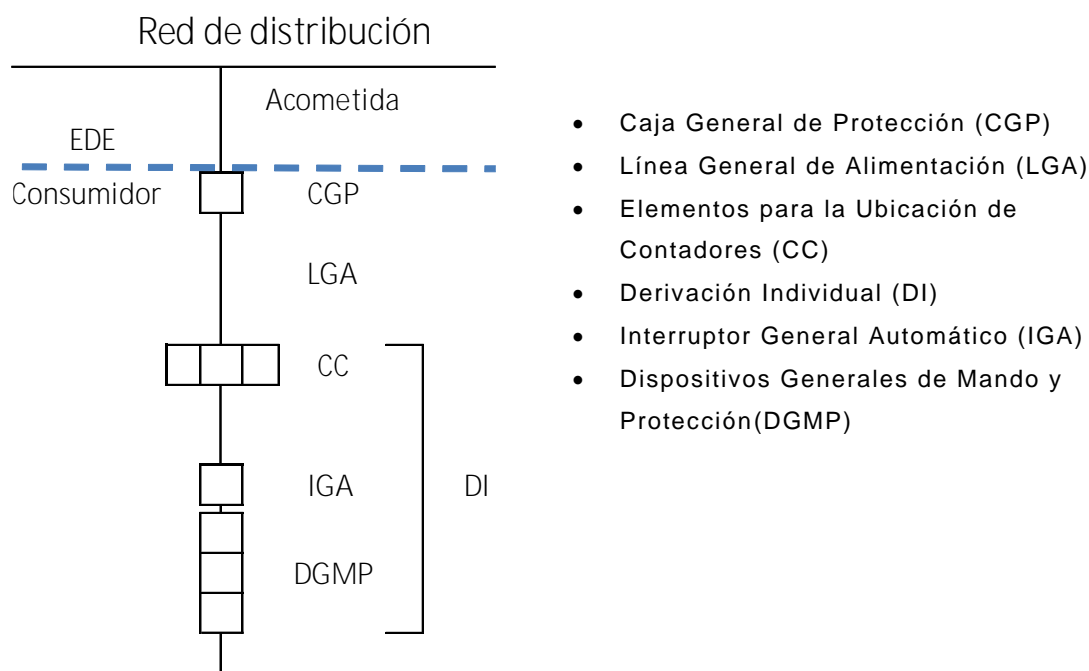 Red de distribución
Acometida
EDE
Consumidor
CGP
LGA
CC
IGA
DI
DGMP
• Caja General de Protección (CGP)
• Línea General de Alimentación (LGA)
• Elementos para la Ubicación de
Contadores (CC)
• Derivación Individual (DI)
• Interruptor General Automático (IGA)
• Dispositivos Generales de Mando y
Protección(DGMP)